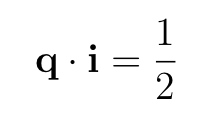 q · i = 1/2